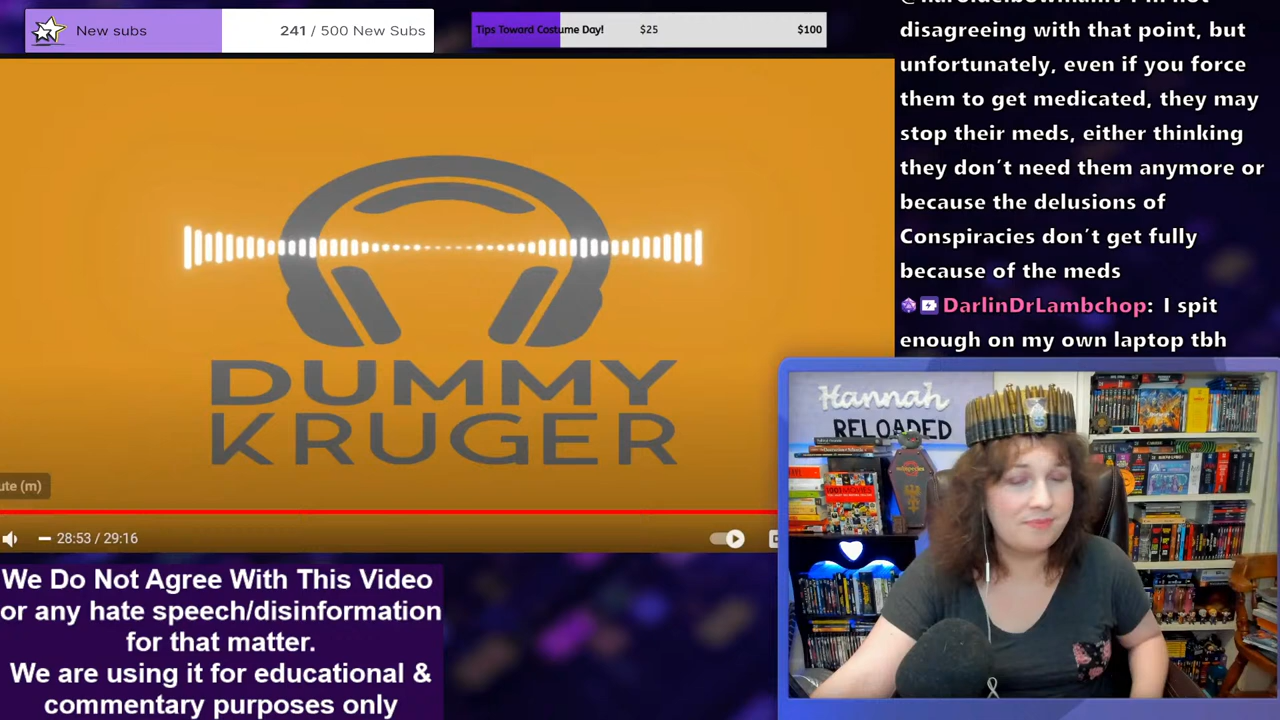 New subs
241 / 500 New Subs
Tips Toward Costume Day!
$25
$100
disagreeing with that point, but
unfortunately, even if you force
them to get medicated, they may
stop their meds, either thinking
they don't need them anymore or
because the delusions of
Conspiracies don't get fully
because of the meds
DarlinDrLambchop: I spit
enough on my own laptop tbh
DUMMY
KRUGER
ute (m)
28:53 / 29:16
Hannah
RELOADED
We Do Not Agree With This Video
or any hate speech/disinformation
for that matter.
We are using it for educational &
commentary purposes only